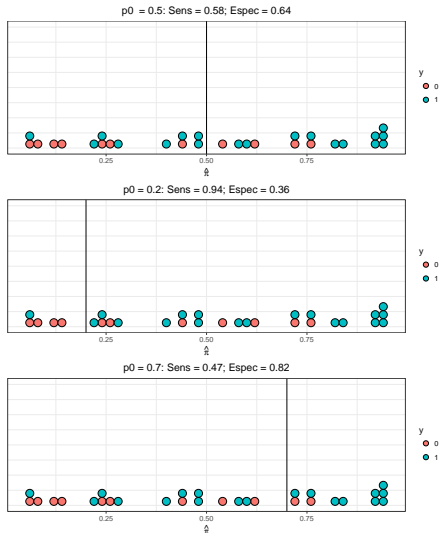 p0 = 0.5: Sens = 0.58; Espec = 0.64
y
0
1
0.25 0.50 0.75
π̂
p0 = 0.2: Sens = 0.94; Espec = 0.36
y
0
1
0.25 0.50 0.75
π̂
p0 = 0.7: Sens = 0.47; Espec = 0.82
y
0
1
0.25 0.50 0.75
π̂